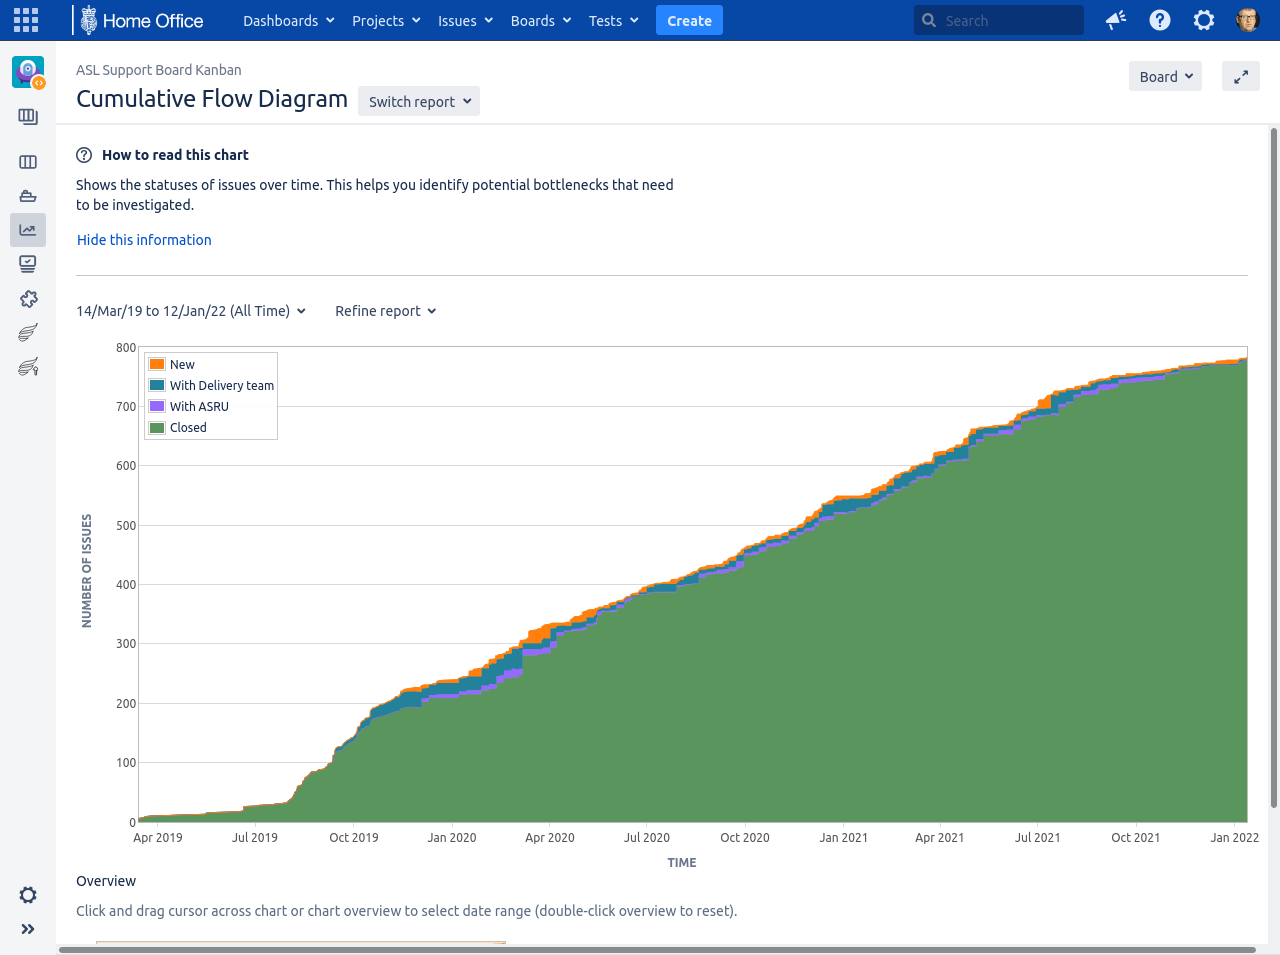 Home Office
Dashboards Projects Issues Boards Tests Create Search
ASL Support Board Kanban
Cumulative Flow Diagram Switch report
Board
How to read this chart
Shows the statuses of issues over time. This helps you identify potential bottlenecks that need
to be investigated.
Hide this information
14/Mar/19 to 12/Jan/22 (All Time) Refine report
New
With Delivery team
With ASRU
Closed
800
700
600
500
400
300
200
100
0
NUMBER OF ISSUES
Apr 2019 Jul 2019 Oct 2019 Jan 2020 Apr 2020 Jul 2020 Oct 2020 Jan 2021 Apr 2021 Jul 2021 Oct 2021 Jan 2022
TIME
Overview
Click and drag cursor across chart or chart overview to select date range (double-click overview to reset).